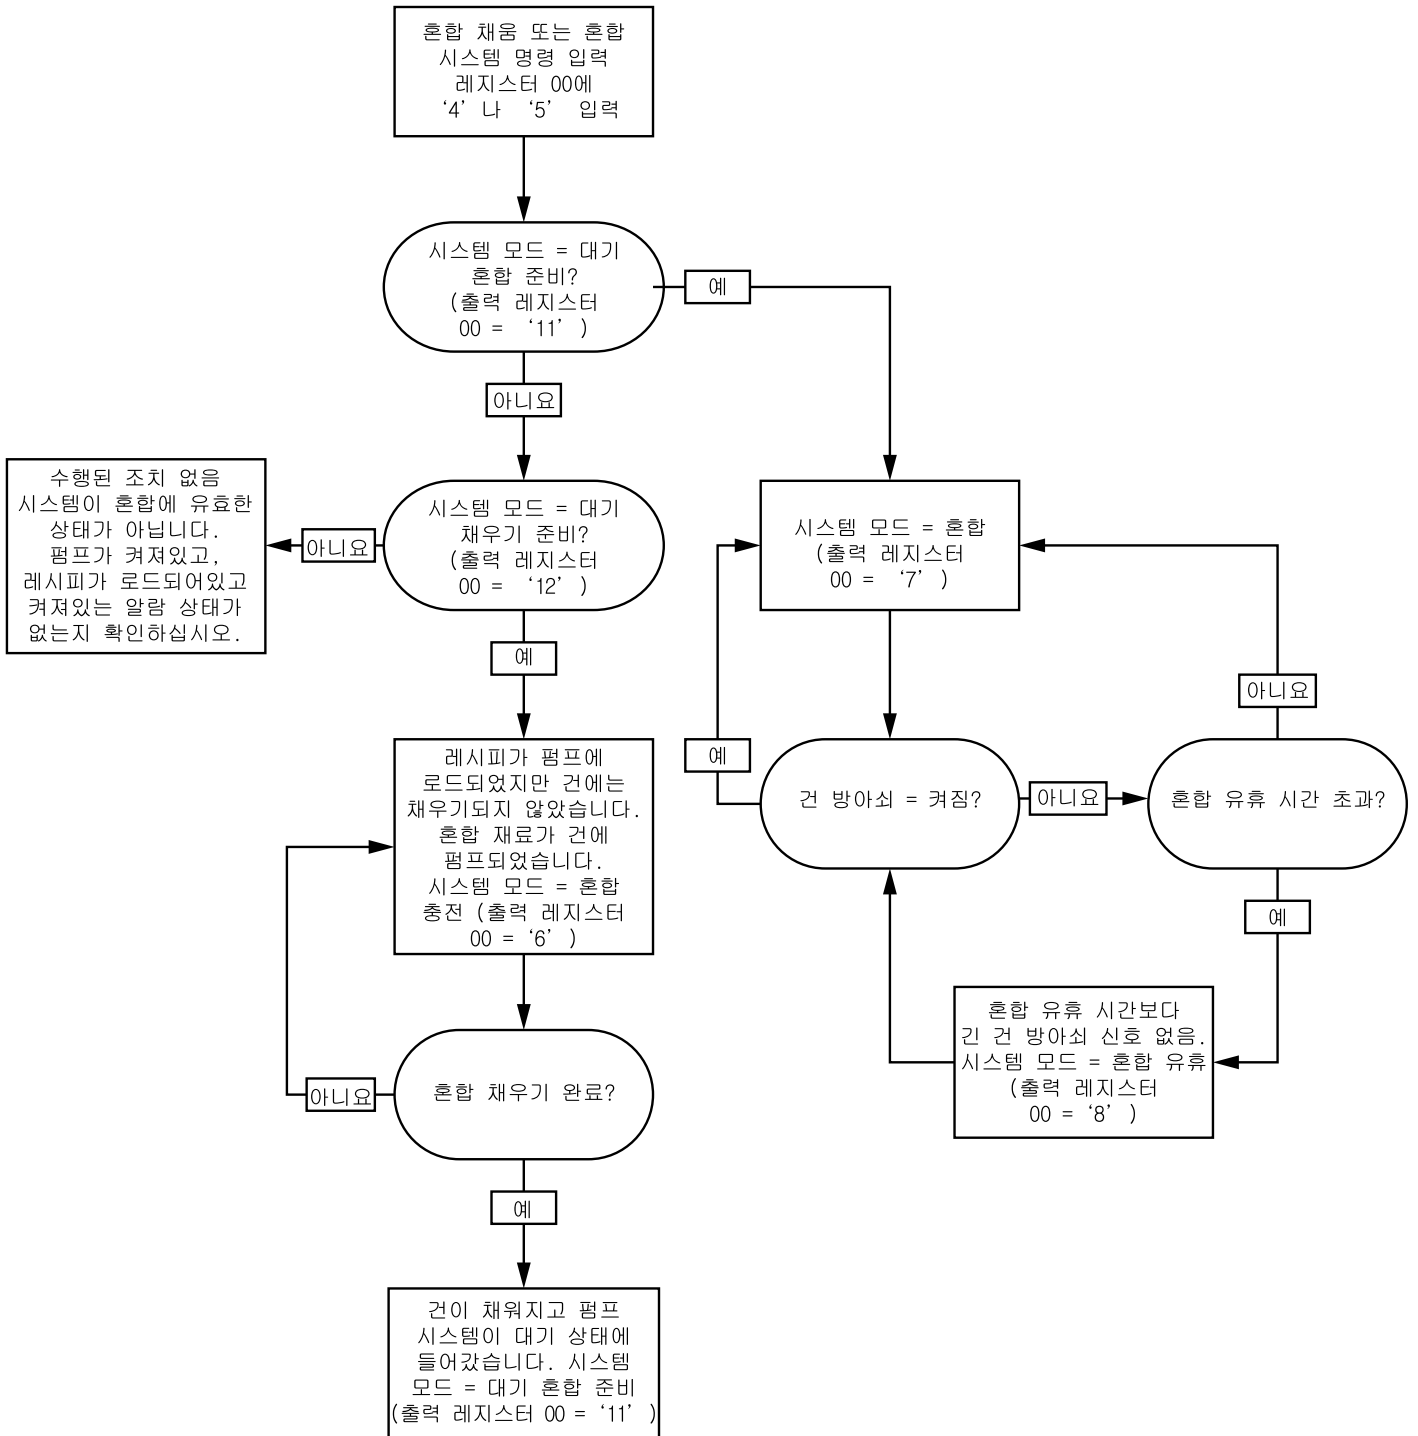 혼합 채움 또는 혼합
시스템 명령 입력
레지스터 00에
‘4’나 ‘5’ 입력
시스템 모드 = 대기
혼합 준비?
(출력 레지스터
00 = ‘11’)
예
아니요
시스템 모드 = 대기
채우기 준비?
(출력 레지스터
00 = ‘12’)
아니요
수행된 조치 없음
시스템이 혼합에 유효한
상태가 아닙니다.
펌프가 켜져있고,
레시피가 로드되어있고
켜져있는 알람 상태가
없는지 확인하십시오.
예
레시피가 펌프에
로드되었지만 건에는
채우기되지 않았습니다.
혼합 재료가 건에
펌프되었습니다.
시스템 모드 = 혼합
충전 (출력 레지스터
00 = ‘6’)
혼합 채우기 완료?
아니요
예
건이 채워지고 펌프
시스템이 대기 상태에
들어갔습니다. 시스템
모드 = 대기 혼합 준비
(출력 레지스터 00 = ‘11’)
시스템 모드 = 혼합
(출력 레지스터
00 = ‘7’)
건 방아쇠 = 켜짐?
예
아니요
혼합 유휴 시간 초과?
아니요
예
혼합 유휴 시간보다
긴 건 방아쇠 신호 없음.
시스템 모드 = 혼합 유휴
(출력 레지스터
00 = ‘8’)